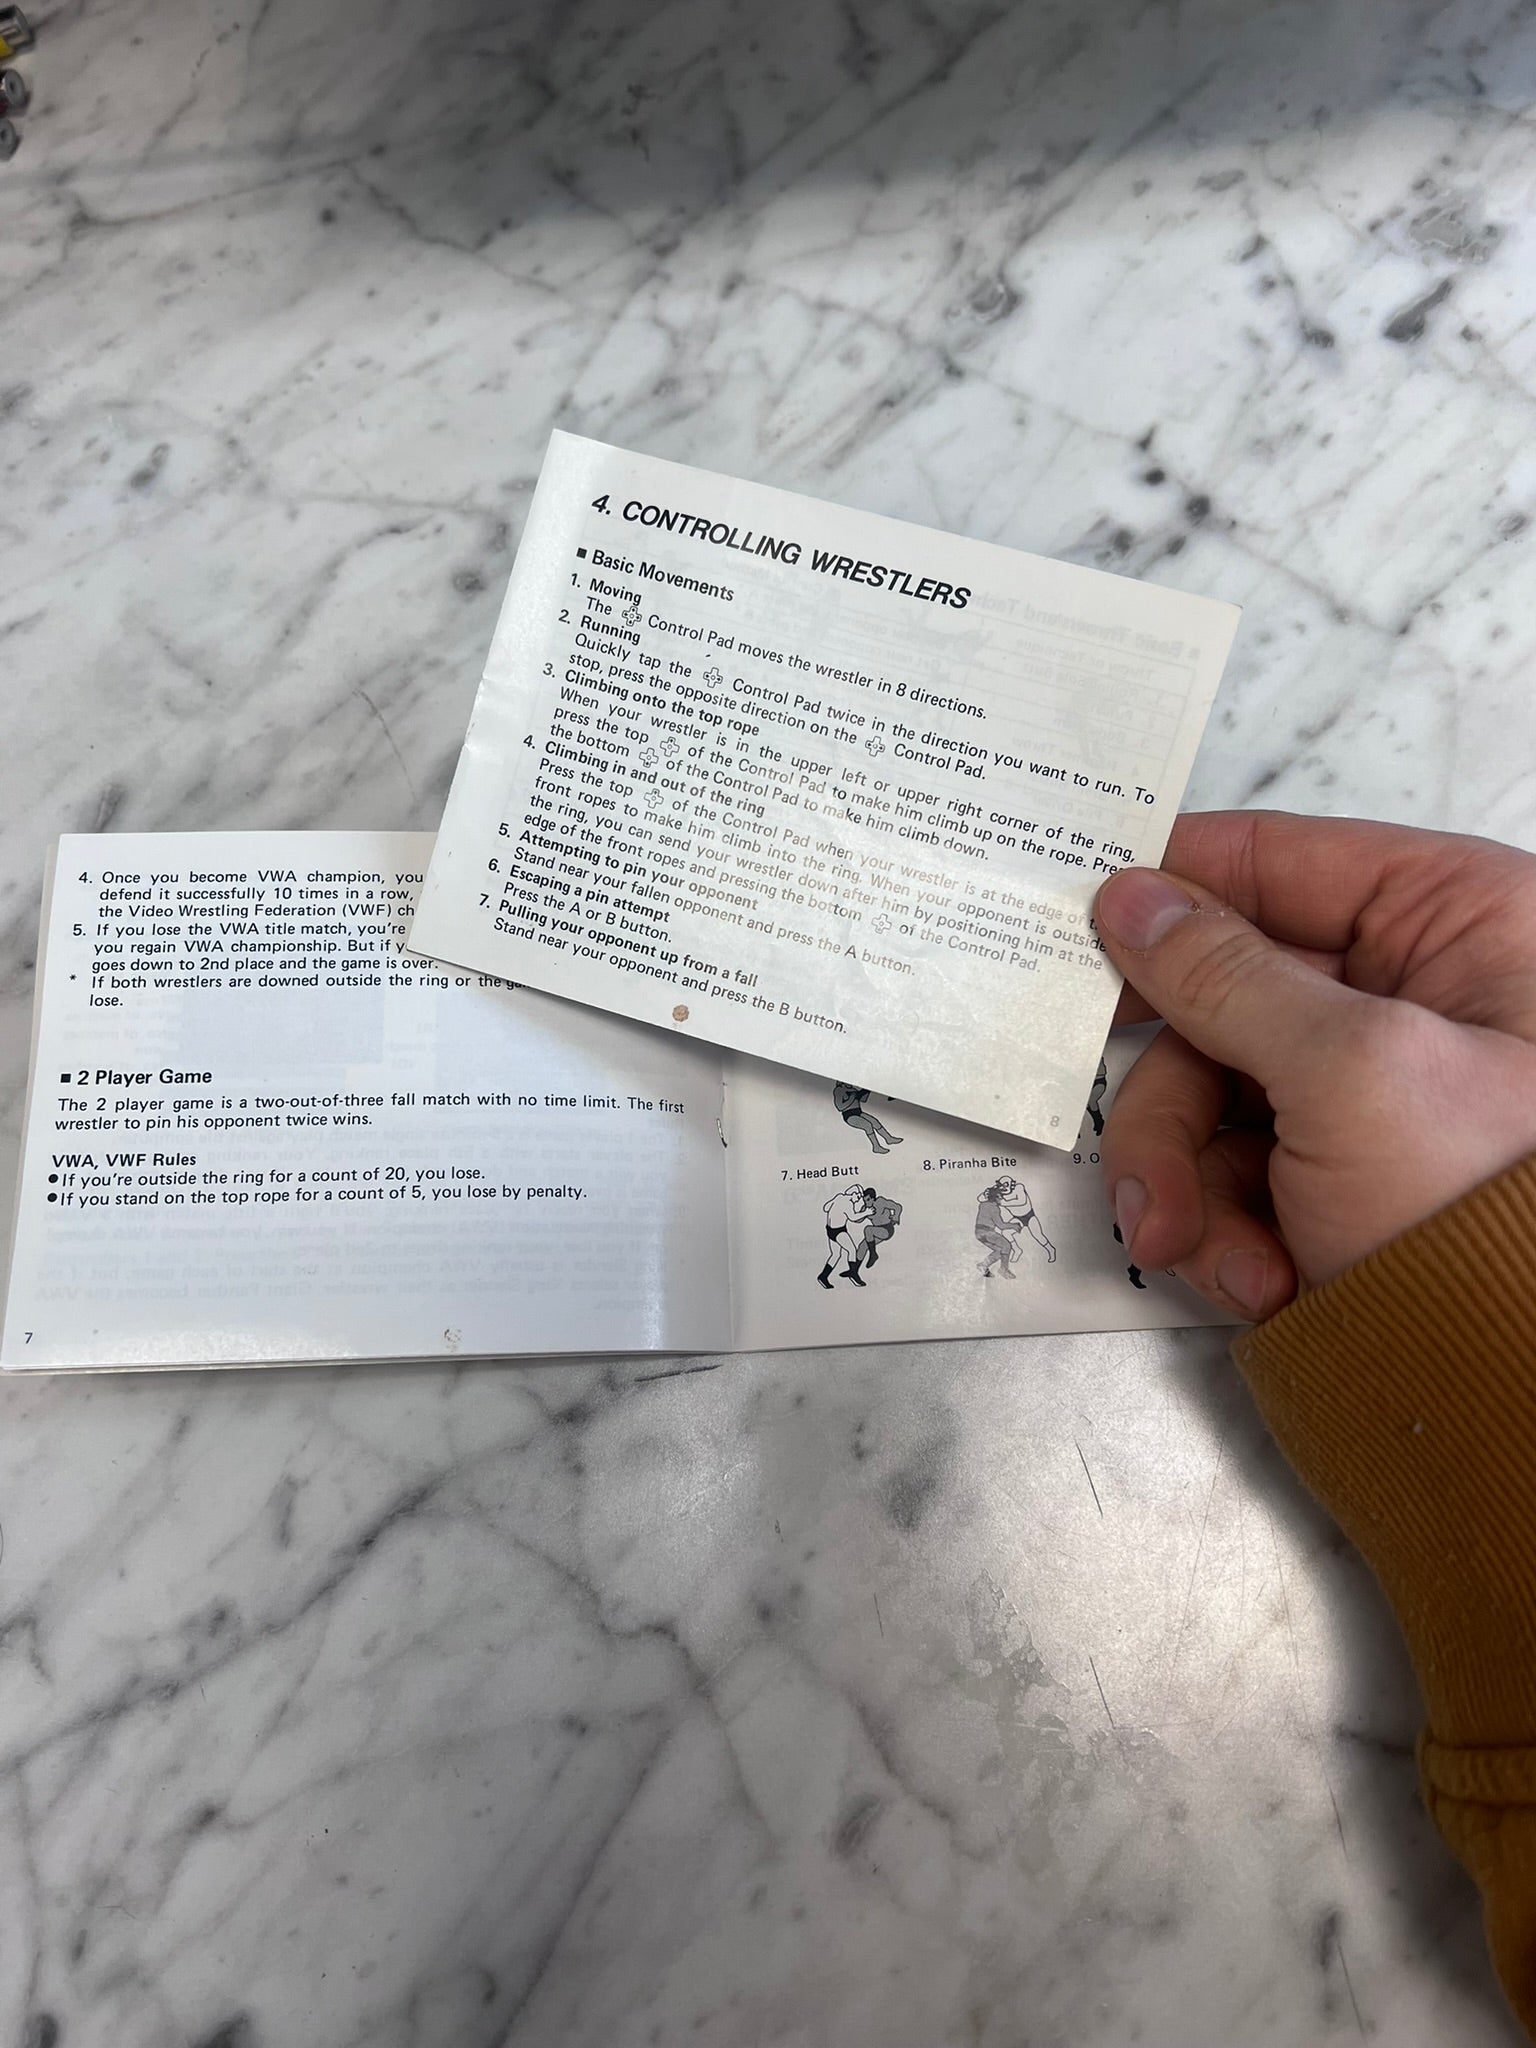 4. CONTROLLING WRESTLERS
■ Basic Movements
1. Moving
The Control Pad moves the wrestler in 8 directions.
2. Running
Quickly tap the Control Pad twice in the direction you want to run. To
stop, press the opposite direction on the Control Pad.
3. Climbing onto the top rope
When your wrestler is in the upper left or upper right corner of the ring,
press the top of the Control Pad to make him climb up on the rope. Pre
the bottom of the Control Pad to make him climb down.
4. Climbing in and out of the ring
Press the top of the Control Pad when your wrestler is at the edge of
front ropes to make him climb into the ring. When your opponent is outside
the ring, you can send your wrestler down after him by positioning him at the
edge of the front ropes and pressing the bottom of the Control Pad.
5. Attempting to pin your opponent
Stand near your fallen opponent and press the A button.
6. Escaping a pin attempt
Press the A or B button.
7. Pulling your opponent up from a fall
Stand near your opponent and press the B button.
8
4. Once you become VWA champion, you
defend it successfully 10 times in a row,
the Video Wrestling Federation (VWF) ch
5. If you lose the VWA title match, you're
you regain VWA championship. But if
goes down to 2nd place and the game is over.
* If both wrestlers are downed outside the ring or the
lose.
■ 2 Player Game
The 2 player game is a two-out-of-three fall match with no time limit. The first
wrestler to pin his opponent twice wins.
VWA, VWF Rules
●If you're outside the ring for a count of 20, you lose.
●If you stand on the top rope for a count of 5, you lose by penalty.
7
7. Head Butt
8. Piranha Bite
9. O